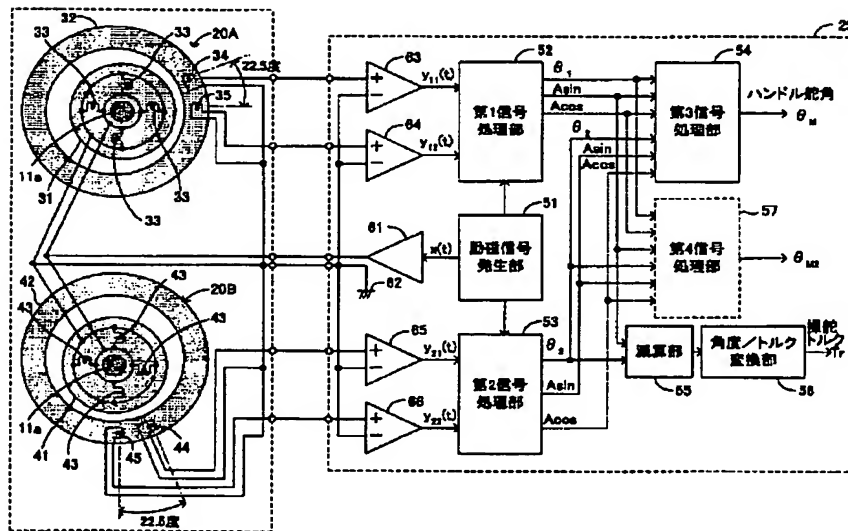 32
20A
33
33
34
22.5度
35
11a
31
33
33
42
43
43
20B
43
11a
41
43
45
44
22.5度
63
y11(t)
64
y12(t)
61
x(t)
62
65
y21(t)
66
y22(t)
52
第1信号
処理部
θ1
Asin
Acos
51
励磁信号
発生部
53
第2信号
処理部
θ2
Asin
Acos
54
第3信号
処理部
ハンドル舵角
θM
θ2
Asin
Acos
57
第4信号
処理部
θM2
減算部
55
角度/トルク
変換部
56
操舵
トルク
Tr